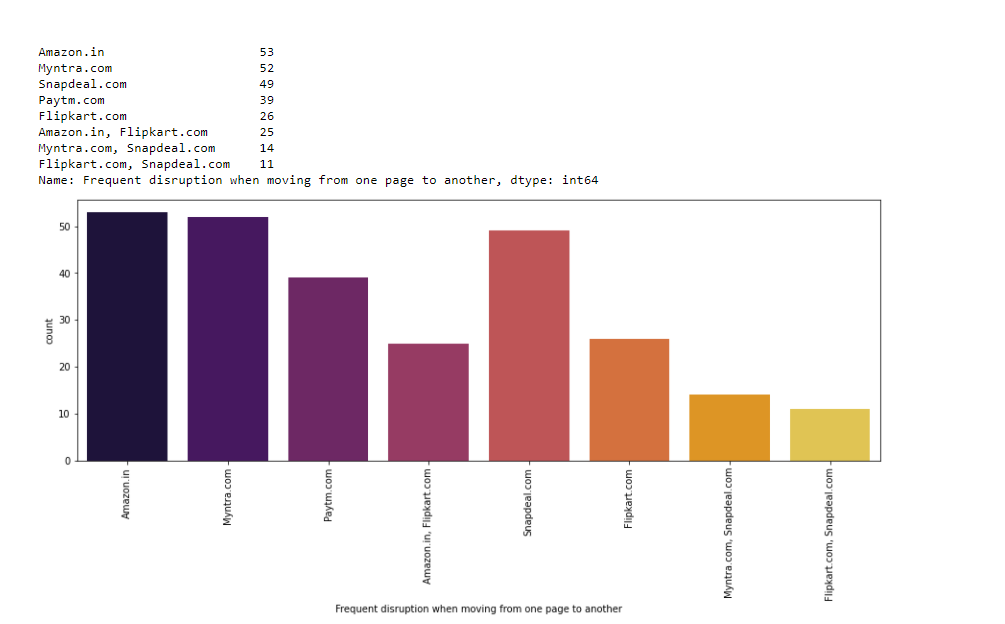 Amazon.in 53
Myntra.com 52
Snapdeal.com 49
Paytm.com 39
Flipkart.com 26
Amazon.in, Flipkart.com 25
Myntra.com, Snapdeal.com 14
Flipkart.com, Snapdeal.com 11
Name: Frequent disruption when moving from one page to another, dtype: int64
50
40
30
20
10
0
count
Amazon.in
Myntra.com
Paytm.com
Amazon.in, Flipkart.com
Snapdeal.com
Flipkart.com
Myntra.com, Snapdeal.com
Flipkart.com, Snapdeal.com
Frequent disruption when moving from one page to another